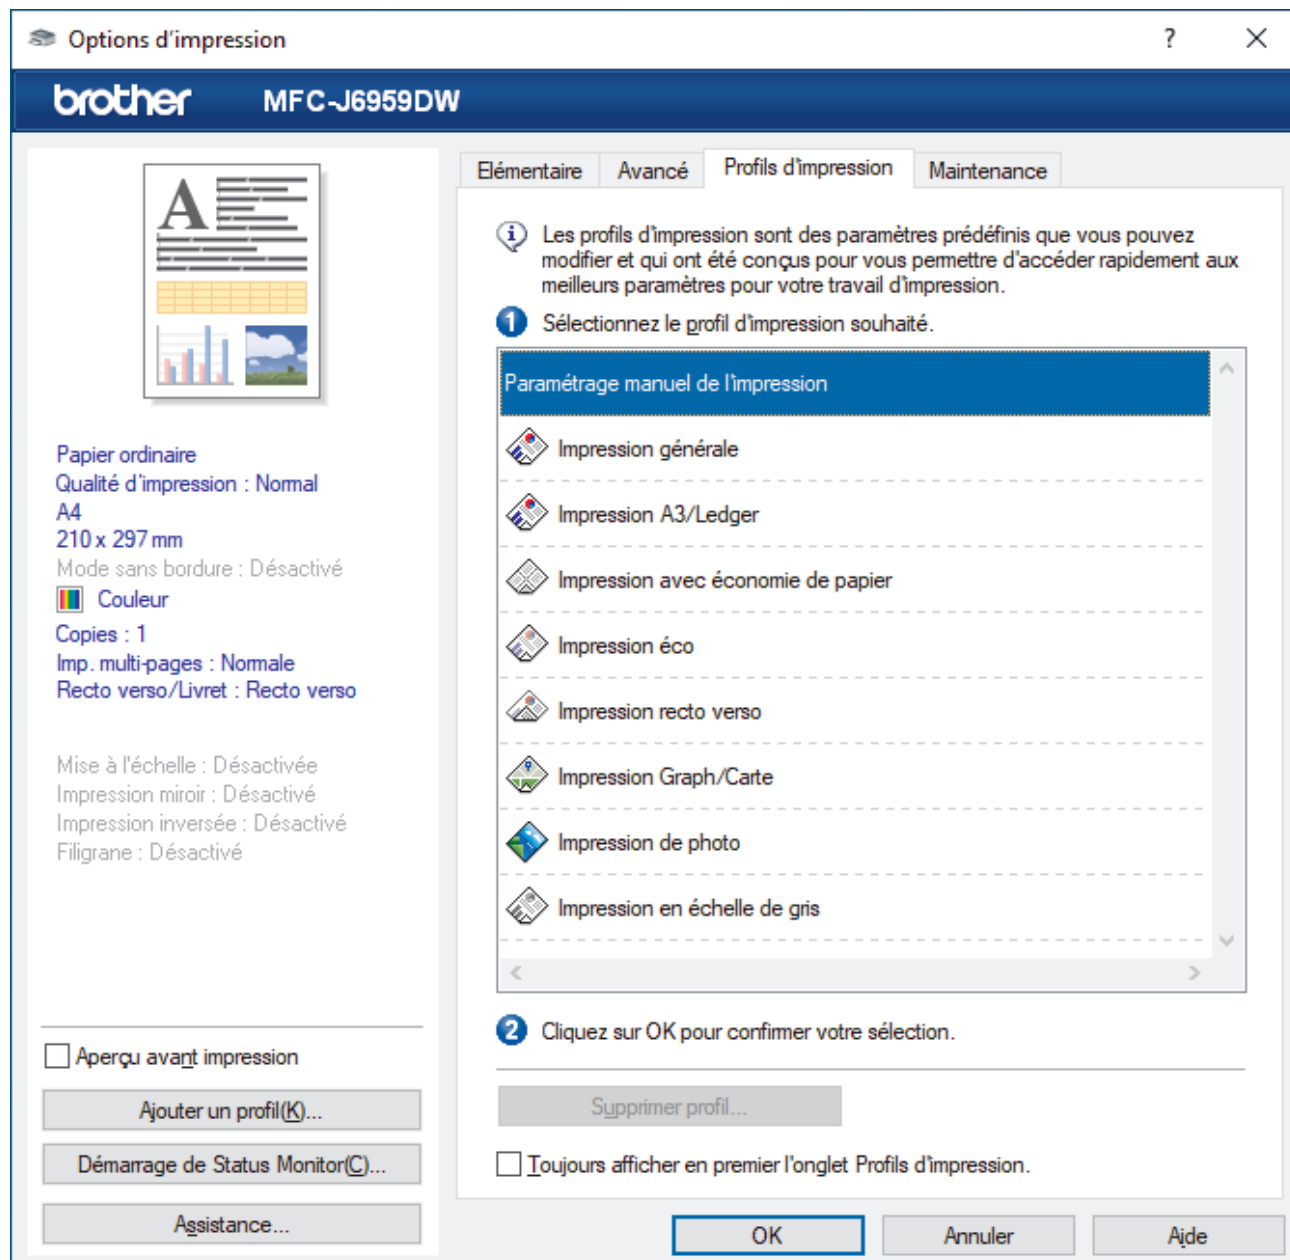 Options d'impression
?
brother MFC-J6959DW
A
Papier ordinaire
Qualité d'impression : Normal
A4
210 x 297 mm
Mode sans bordure : Désactivé
Couleur
Copies : 1
Imp. multi-pages : Normale
Recto verso/Livret : Recto verso
Mise à l'échelle : Désactivée
Impression miroir : Désactivé
Impression inversée : Désactivé
Filigrane : Désactivé
Aperçu avant impression
Ajouter un profil(K)...
Démarrage de Status Monitor(C)...
Assistance...
Elémentaire Avancé Profils d'impression Maintenance
Les profils d'impression sont des paramètres prédéfinis que vous pouvez
modifier et qui ont été conçus pour vous permettre d'accéder rapidement aux
meilleurs paramètres pour votre travail d'impression.
1 Sélectionnez le profil d'impression souhaité.
Paramétrage manuel de l'impression
Impression générale
Impression A3/Ledger
Impression avec économie de papier
Impression éco
Impression recto verso
Impression Graph/Carte
Impression de photo
Impression en échelle de gris
2 Cliquez sur OK pour confirmer votre sélection.
Supprimer profil...
Toujours afficher en premier l'onglet Profils d'impression.
OK Annuler Aide